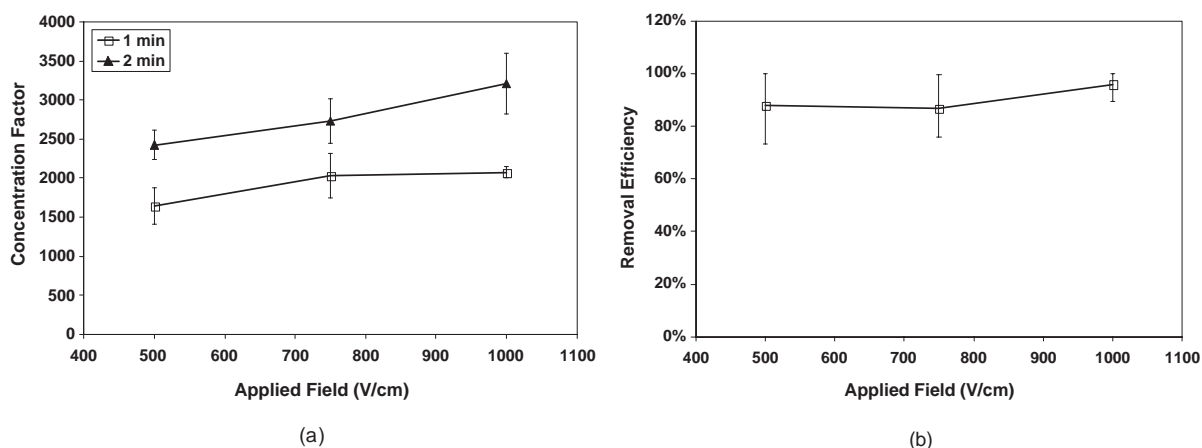 4000
3500
3000
2500
2000
1500
1000
500
0
Concentration Factor
1 min
2 min
400 500 600 700 800 900 1000 1100
Applied Field (V/cm)
(a)
120%
100%
80%
60%
40%
20%
0%
Removal Efficiency
400 500 600 700 800 900 1000 1100
Applied Field (V/cm)
(b)